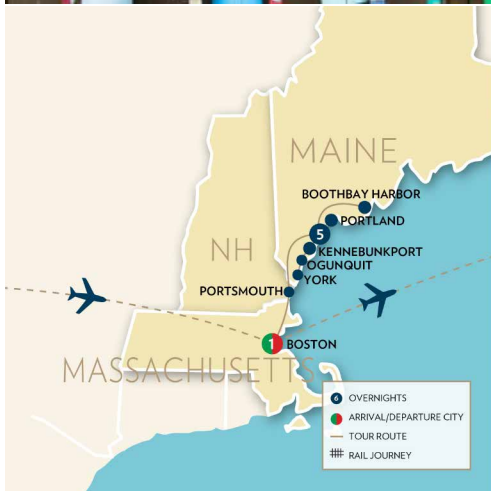 MAINE
BOOTHBAY HARBOR
PORTLAND
5
NH
KENNEBUNKPORT
OGUNQUIT
YORK
PORTSMOUTH
1
BOSTON
MASSACHUSETTS
6 OVERNIGHTS
ARRIVAL/DEPARTURE CITY
TOUR ROUTE
RAIL JOURNEY